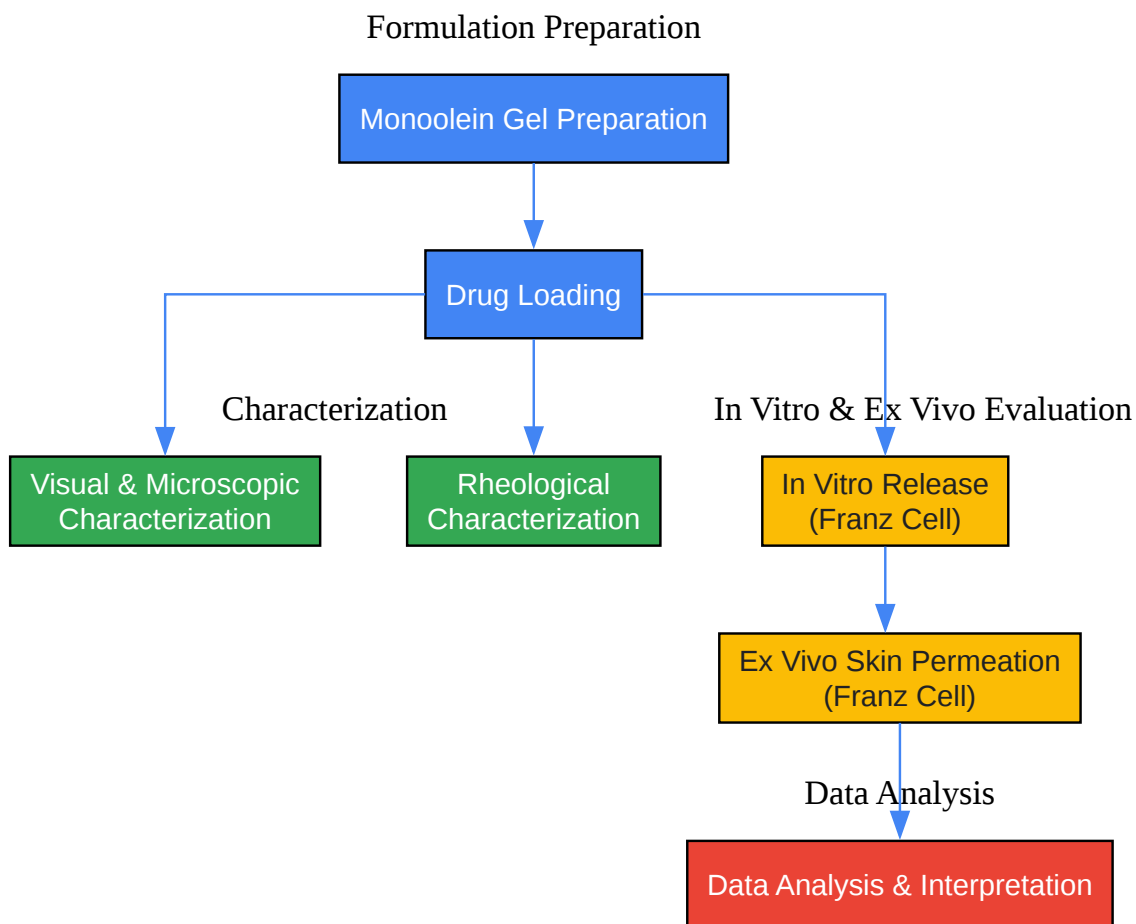 Formulation Preparation
Monoolein Gel Preparation
Drug Loading
Characterization
In Vitro & Ex Vivo Evaluation
Visual & Microscopic
Characterization
Rheological
Characterization
In Vitro Release
(Franz Cell)
Ex Vivo Skin Permeation
(Franz Cell)
Data Analysis
Data Analysis & Interpretation